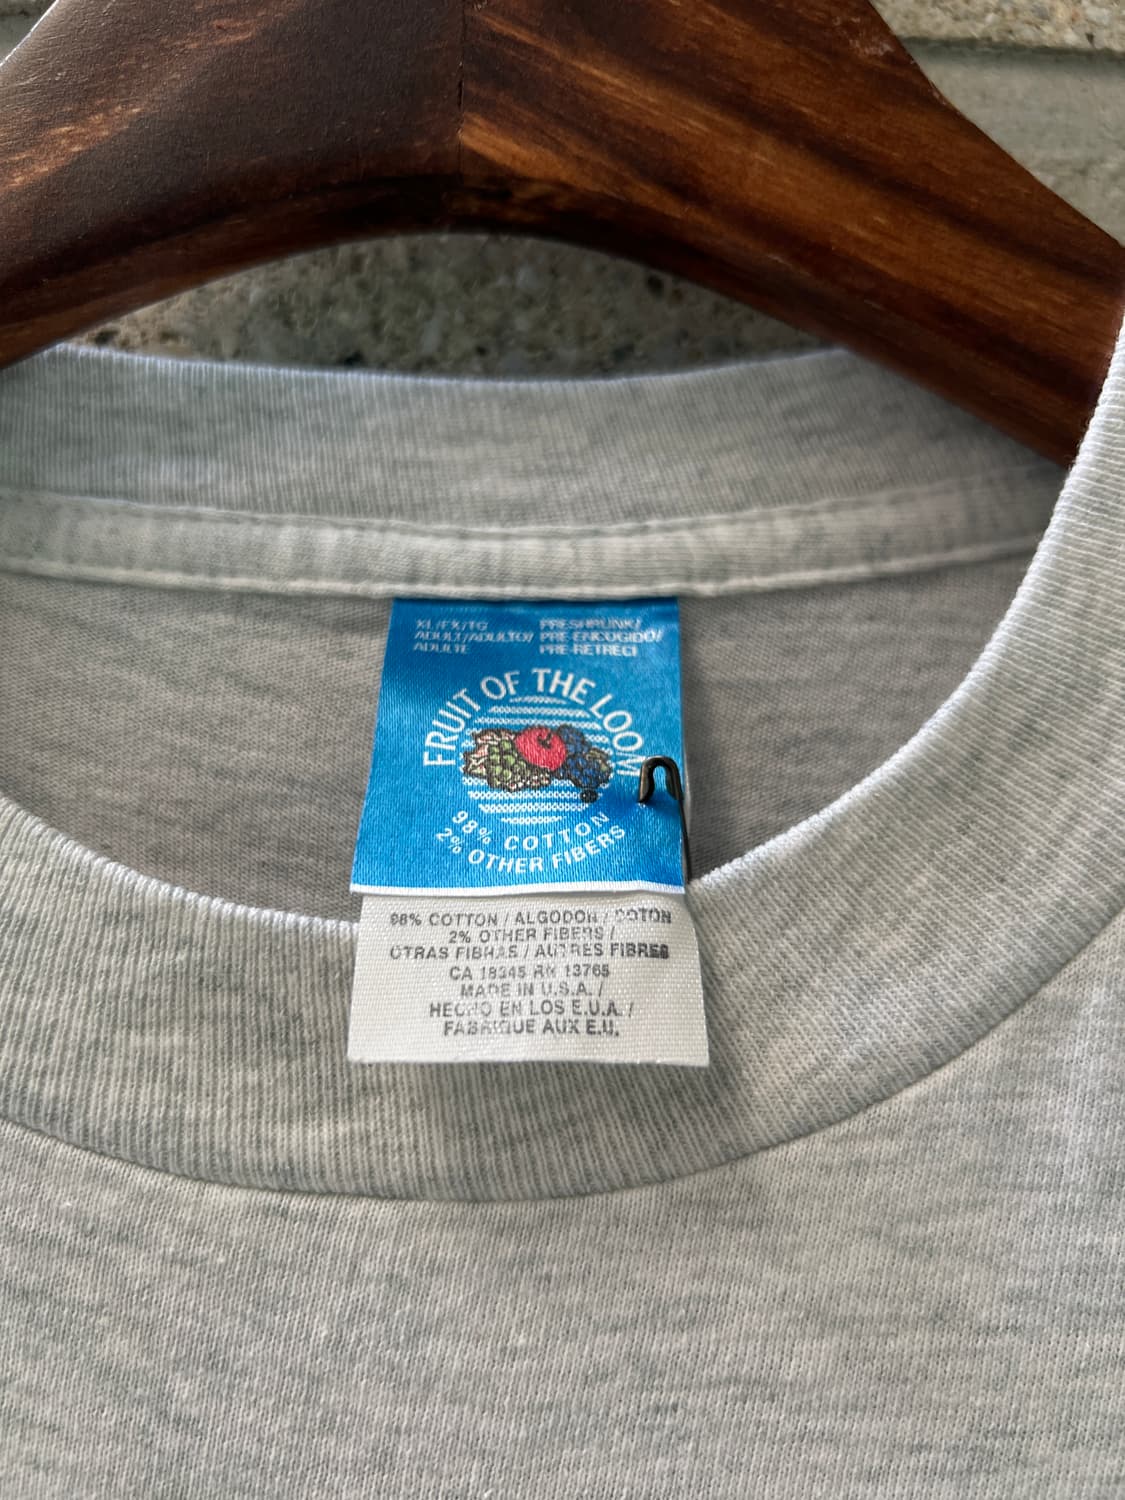 XL/EX/TG
ADULT/ADULTO/
ADULTE
PRESHRUNK/
PRE-ENCOGIDO/
PRE-RETRECI
FRUIT OF THE LOOM
98% COTTON
2% OTHER FIBERS
98% COTTON / ALGODON / COTON
2% OTHER FIBERS /
OTRAS FIBRAS / AUTRES FIBRES
CA 18345 RN 13765
MADE IN U.S.A. /
HECHO EN LOS E.U.A. /
FABRIQUE AUX E.U.